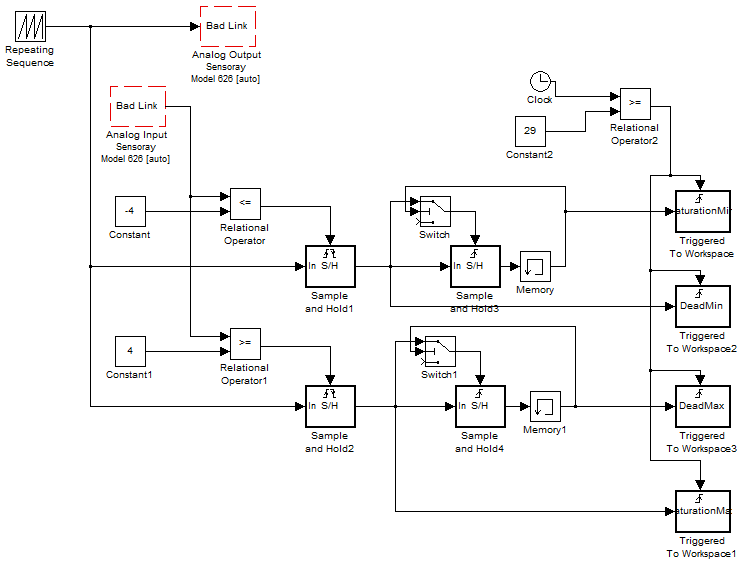 Repeating
Sequence
Bad Link
Analog Output
Sensoray
Model 626 [auto]
Bad Link
Analog Input
Sensoray
Model 626 [auto]
Clock
29
Constant2
>=
Relational
Operator2
-4
Constant
<=
Relational
Operator
Switch
aturationMin
Triggered
To Workspace
In S/H
Sample
and Hold1
In S/H
Sample
and Hold3
Memory
DeadMin
Triggered
To Workspace2
4
Constant1
>=
Relational
Operator1
Switch1
In S/H
Sample
and Hold2
In S/H
Sample
and Hold4
Memory1
DeadMax
Triggered
To Workspace3
aturationMa
Triggered
To Workspace1